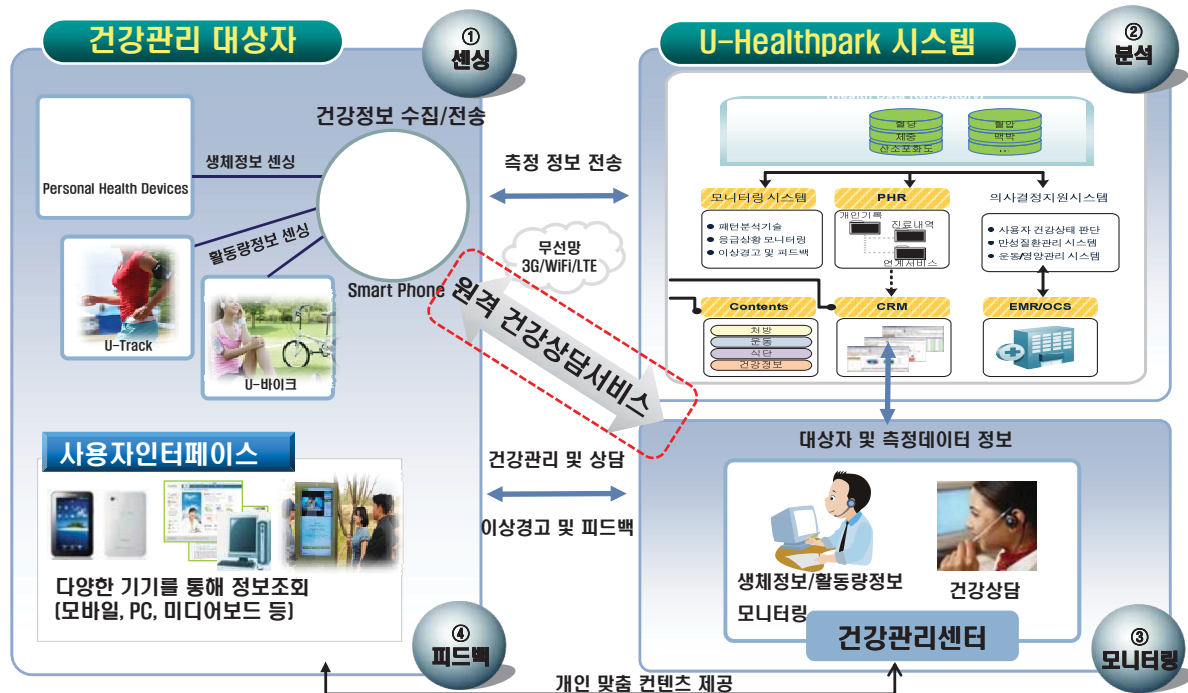 건강관리 대상자
①
센싱
건강정보 수집/전송
생체정보 센싱
Personal Health Devices
활동량정보 센싱
Smart Phone
U-Track
U-바이크
사용자인터페이스
다양한 기기를 통해 정보조회
(모바일, PC, 미디어보드 등)
④
피드백
측정 정보 전송
무선망
3G/WiFi/LTE
원격 건강상담서비스
건강관리 및 상담
이상경고 및 피드백
개인 맞춤 컨텐츠 제공
U-Healthpark 시스템
②
분석
(Health Data Repository)
혈당
체중
산소포화도
혈압
맥박
...
모니터링 시스템
패턴분석기술
응급상황 모니터링
이상경고 및 피드백
PHR
개인기록
진료내역
연계서비스
의사결정지원시스템
사용자 건강상태 판단
만성질환관리 시스템
운동/영양관리 시스템
Contents
처방
운동
식단
건강정보
CRM
EMR/OCS
대상자 및 측정데이터 정보
생체정보/활동량정보
모니터링
건강상담
건강관리센터
③
모니터링